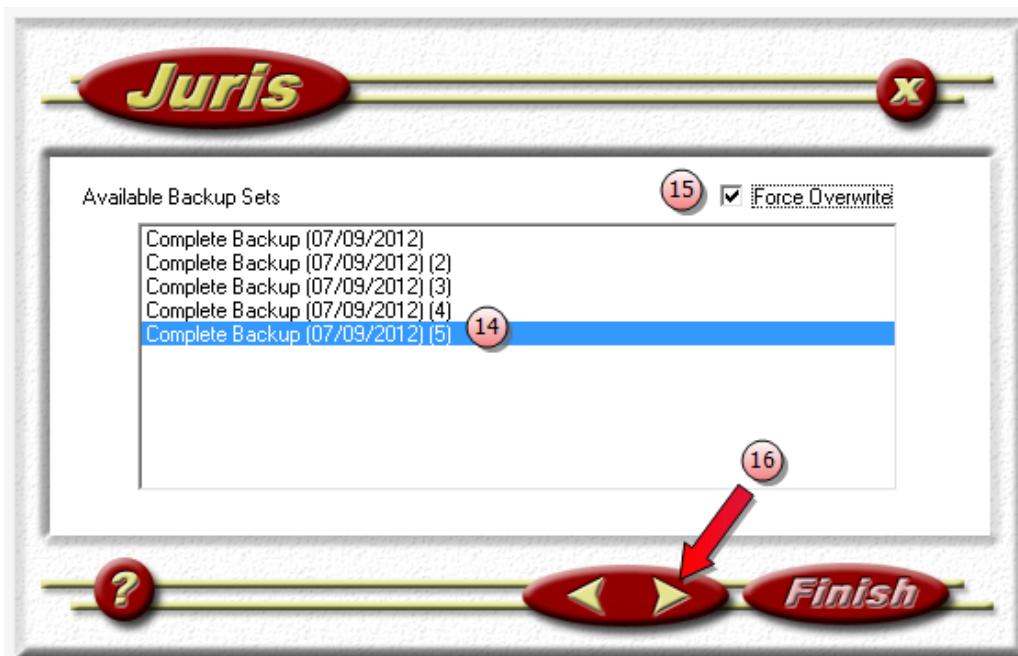 Juris
X
Available Backup Sets
15
Force Overwrite
Complete Backup (07/09/2012)
Complete Backup (07/09/2012) (2)
Complete Backup (07/09/2012) (3)
Complete Backup (07/09/2012) (4)
Complete Backup (07/09/2012) (5)
14
16
?
Finish